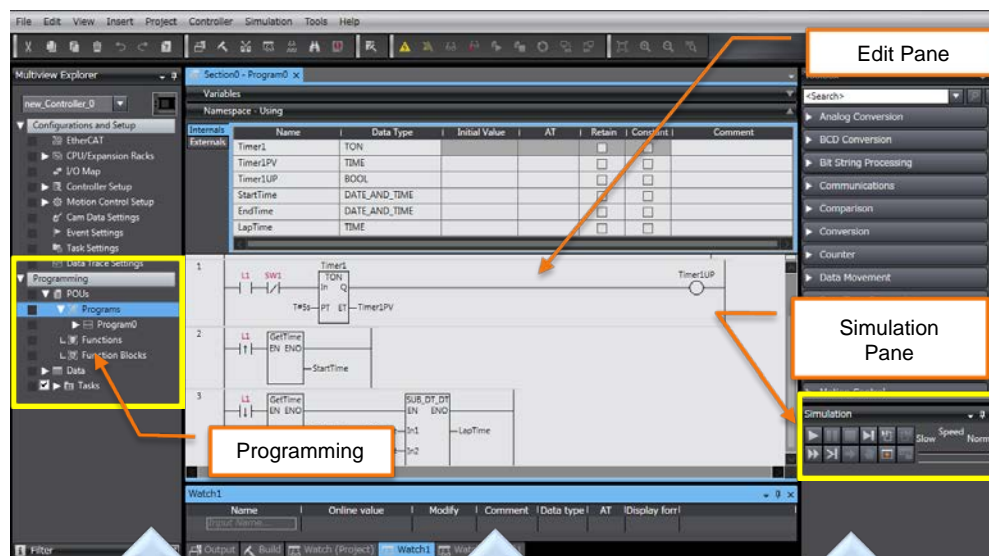 File Edit View Insert Project Controller Simulation Tools Help
Multiview Explorer
new_Controller_0
Configurations and Setup
EtherCAT
CPU/Expansion Racks
I/O Map
Controller Setup
Motion Control Setup
Cam Data Settings
Event Settings
Task Settings
Data Trace Settings
Programming
POUs
Programs
Program0
Functions
Function Blocks
Data
Tasks
Filter
Section0 - Program0 x
Variables
Namespace - Using
Internals
Externals
Name Data Type Initial Value AT Retain Constant Comment
Timer1 TON
Timer1PV TIME
Timer1UP BOOL
StartTime DATE_AND_TIME
EndTime DATE_AND_TIME
LapTime TIME
1
Timer1
L1 SW1 TON Timer1UP
In Q
T#5s PT ET Timer1PV
2
L1 GetTime
EN ENO
StartTime
3
L1 GetTime SUB_DT_DT
EN ENO EN ENO
In1 LapTime
In2
Programming
Watch1
Name Online value Modify Comment Data type AT Display for
Input Name...
Output Build Watch (Project) Watch1
Edit Pane
<Search>
Analog Conversion
BCD Conversion
Bit String Processing
Communications
Comparison
Conversion
Counter
Data Movement
Simulation
Pane
Simulation
Slow Speed Norm